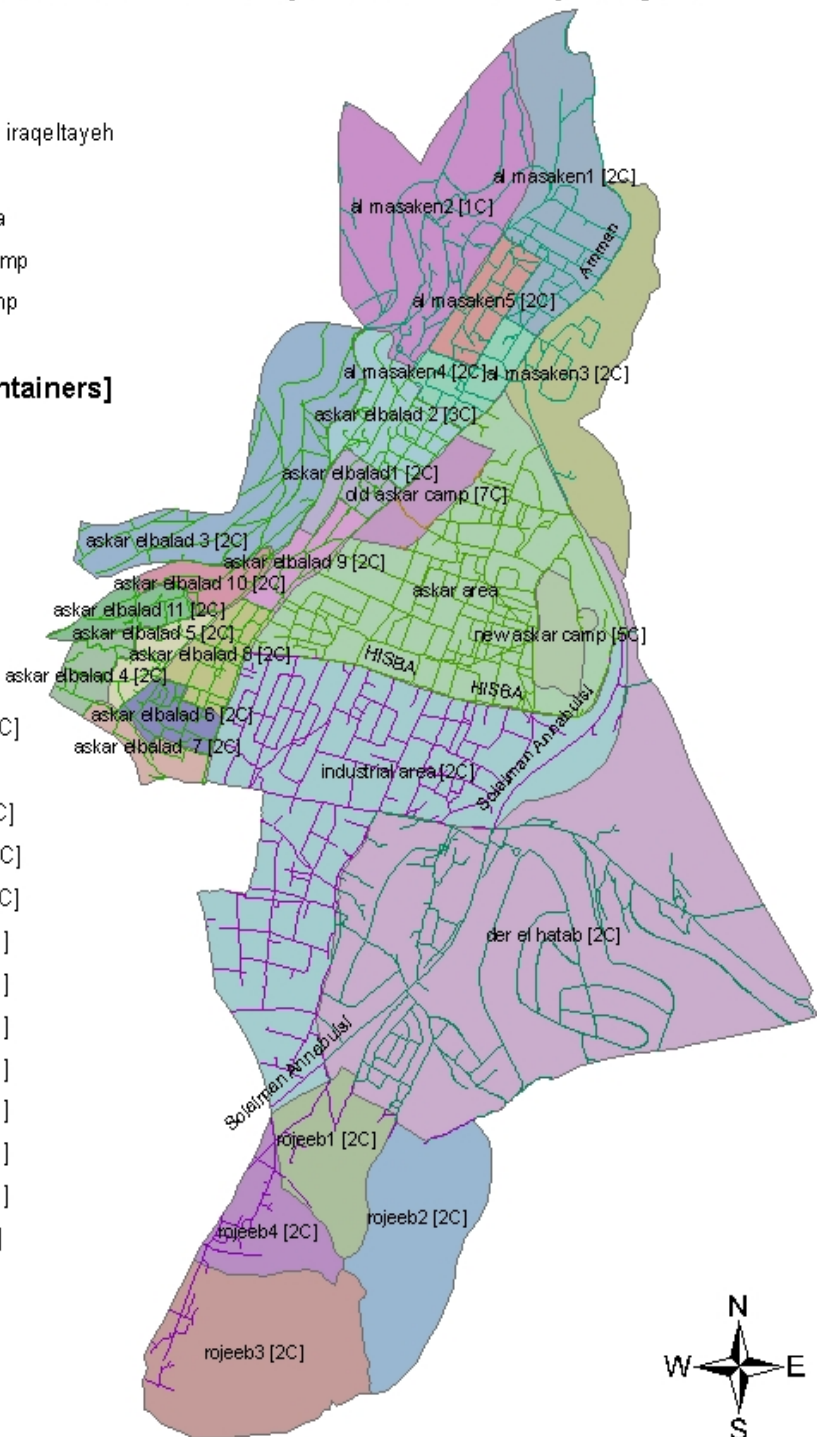 iraqeltayeh
a
mp
np
ntainers]
C]
C]
C]
C]
]
]
]
]
]
]
]
]
al masaken1 [2C]
al masaken2 [1C]
Amman
al masaken5 [2C]
al masaken4 [2C]
al masaken3 [2C]
askar elbalad 2 [3C]
askar elbalad1 [2C]
old askar camp [7C]
askar elbalad 3 [2C]
askar elbalad 9 [2C]
askar elbalad 10 [2C]
askar area
askar elbalad 11 [2C]
askar elbalad 5 [2C]
new askar camp [5C]
askar elbalad 8 [2C]
HISBA
askar elbalad 4 [2C]
HISBA
askar elbalad 6 [2C]
askar elbalad 7 [2C]
industrial area [2C]
Soleiman Annabulsi
der el hatab [2C]
Soleiman Annabulsi
rojeeb1 [2C]
rojeeb2 [2C]
rojeeb4 [2C]
rojeeb3 [2C]
N
W E
S